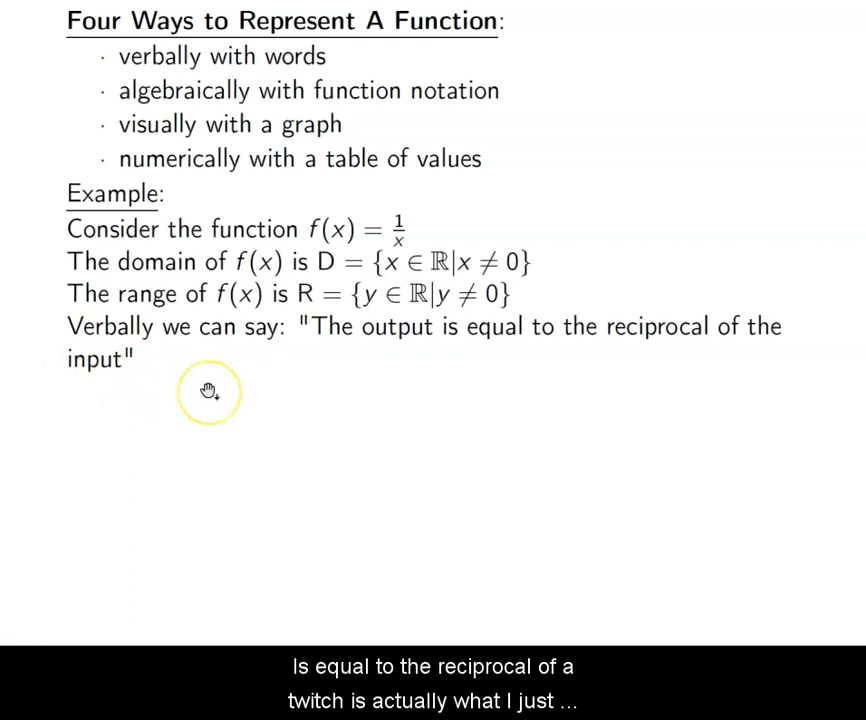 Four Ways to Represent A Function:
· verbally with words
· algebraically with function notation
· visually with a graph
· numerically with a table of values
Example:
Consider the function f(x) = 1/x
The domain of f(x) is D = {x ∈ ℝ|x ≠ 0}
The range of f(x) is R = {y ∈ ℝ|y ≠ 0}
Verbally we can say: "The output is equal to the reciprocal of the
input"
Is equal to the reciprocal of a
twitch is actually what I just ...